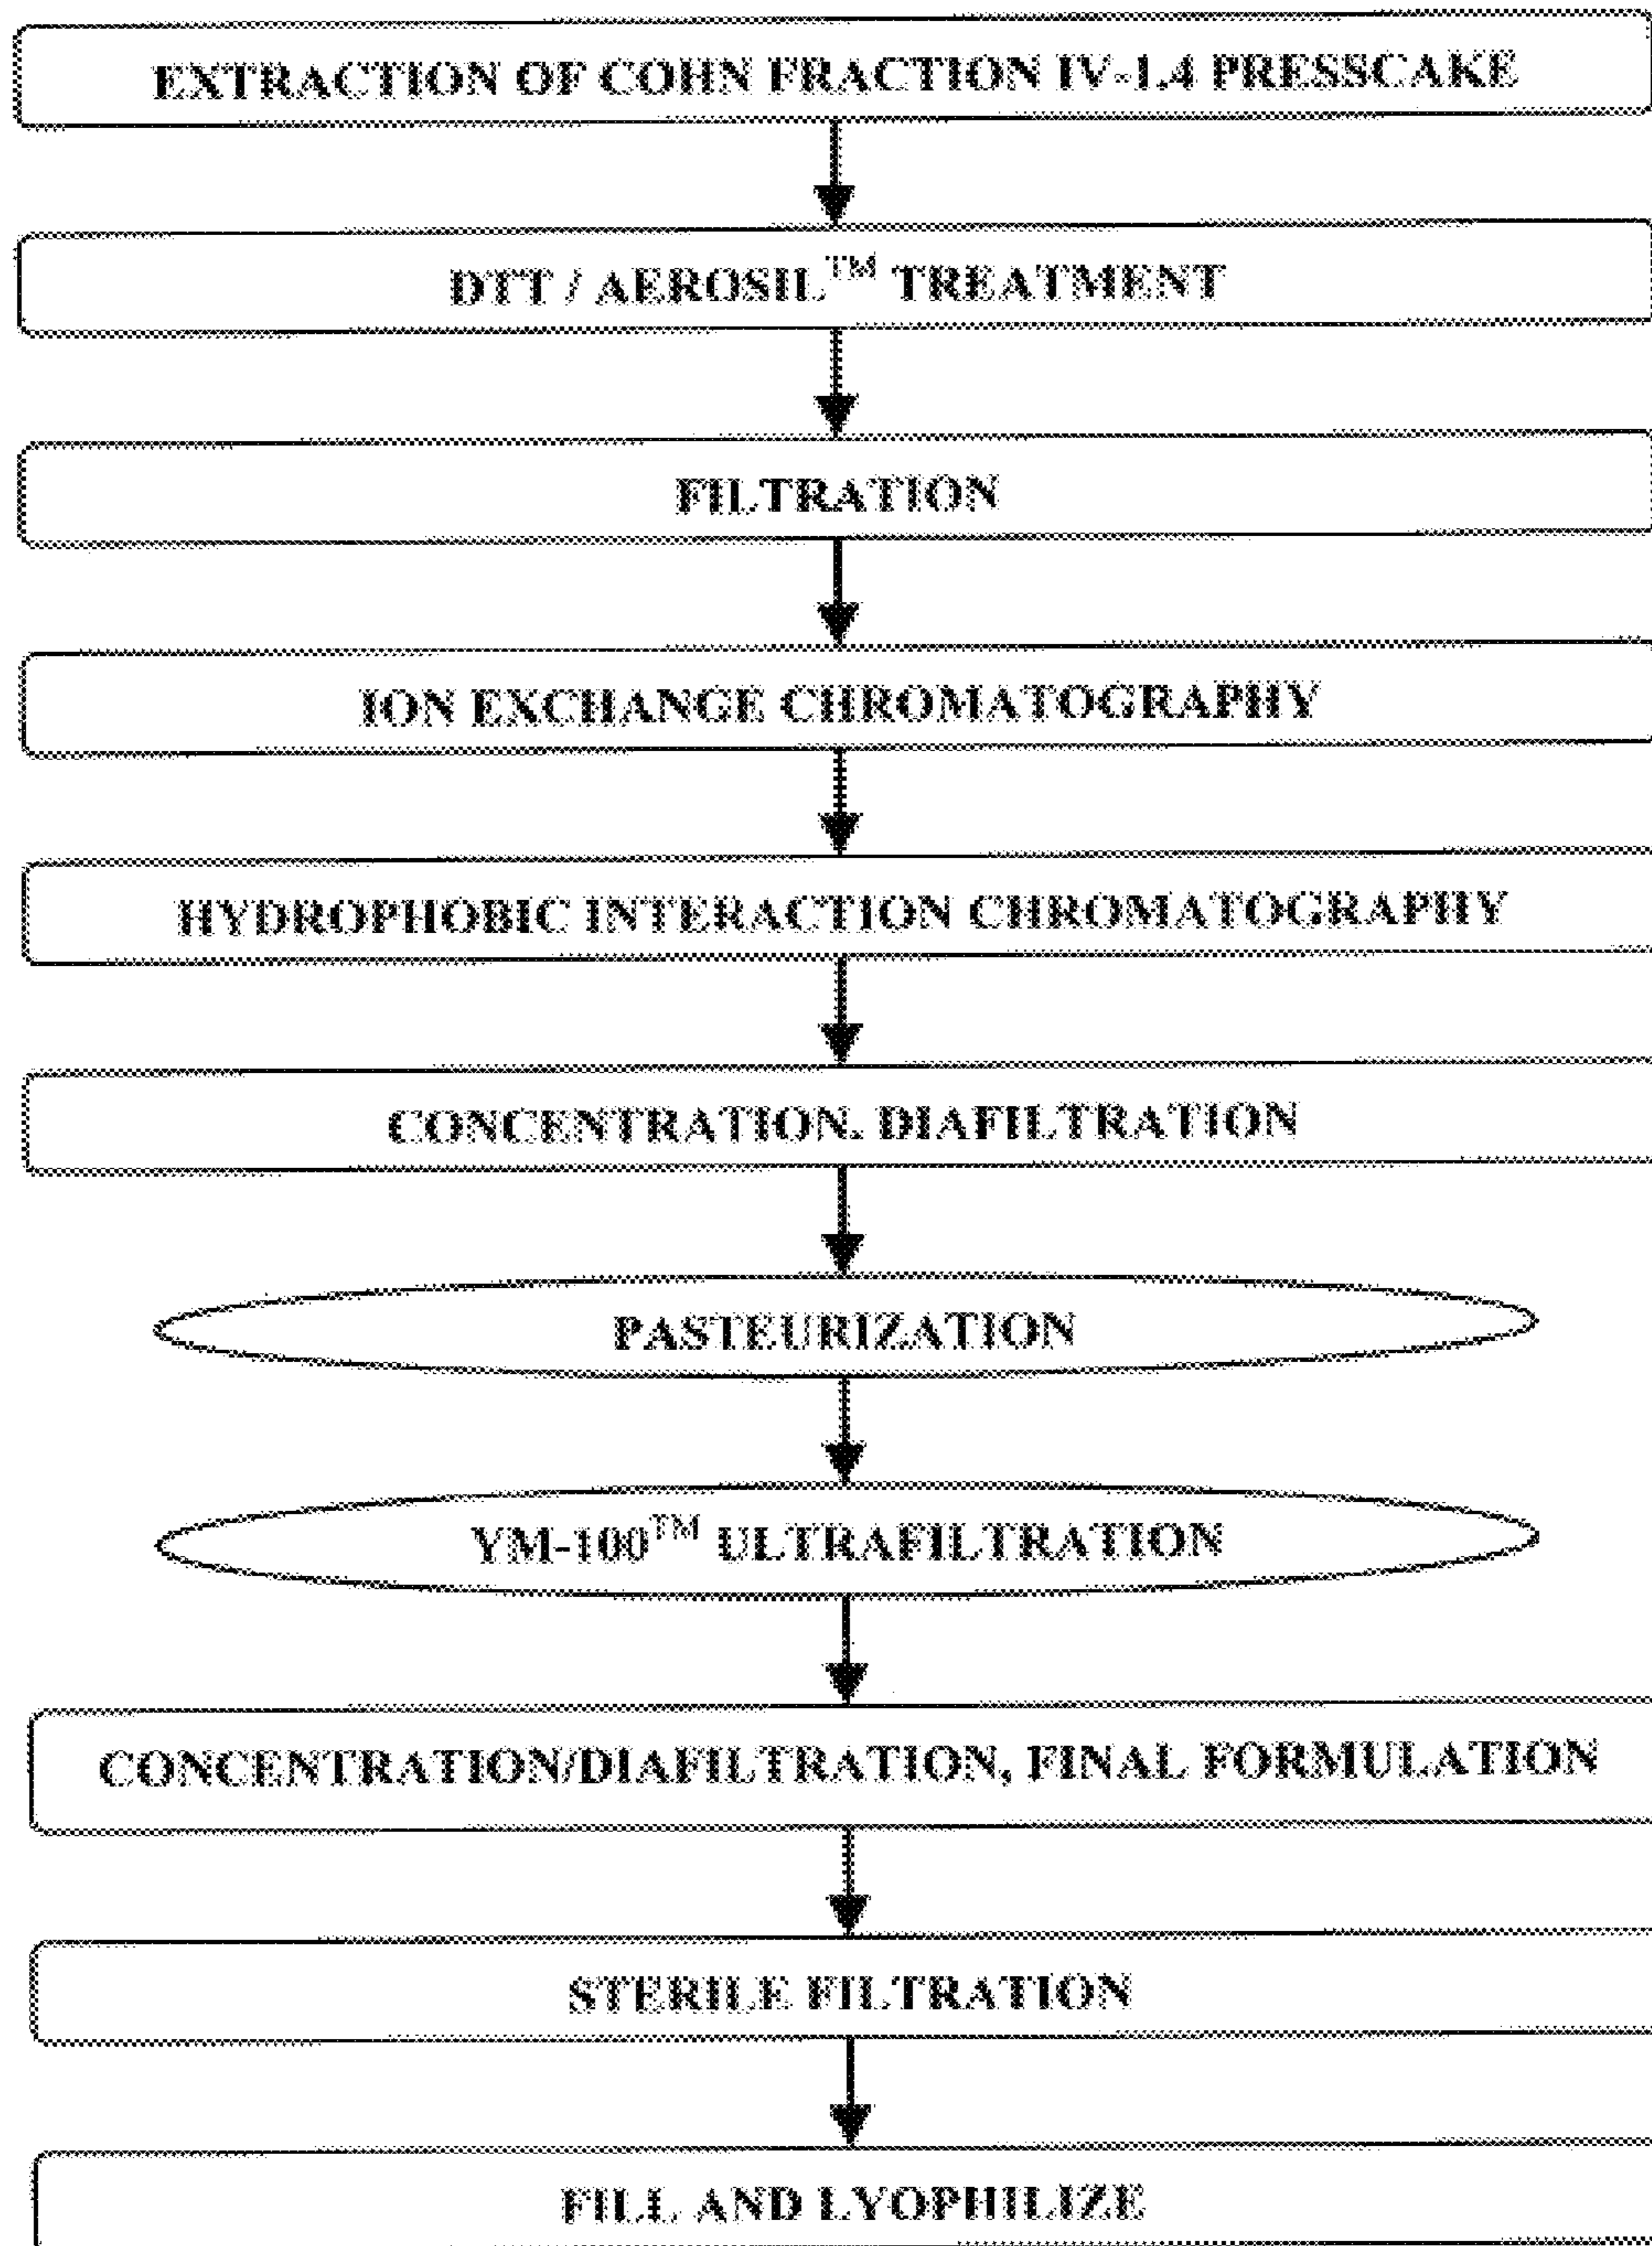 EXTRACTION OF COHN FRACTION IV-1,4 PRESSCAKE
DTT / AEROSIL™ TREATMENT
FILTRATION
ION EXCHANGE CHROMATOGRAPHY
HYDROPHOBIC INTERACTION CHROMATOGRAPHY
CONCENTRATION. DIAFILTRATION
PASTEURIZATION
YM-100™ ULTRAFILTRATION
CONCENTRATION/DIAFILTRATION, FINAL FORMULATION
STERILE FILTRATION
FILL AND LYOPHILIZE